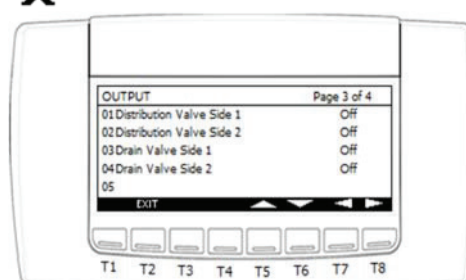 OUTPUT Page 3 of 4
01 Distribution Valve Side 1 Off
02 Distribution Valve Side 2 Off
03 Drain Valve Side 1 Off
04 Drain Valve Side 2 Off
05
EXIT
T1 T2 T3 T4 T5 T6 T7 T8